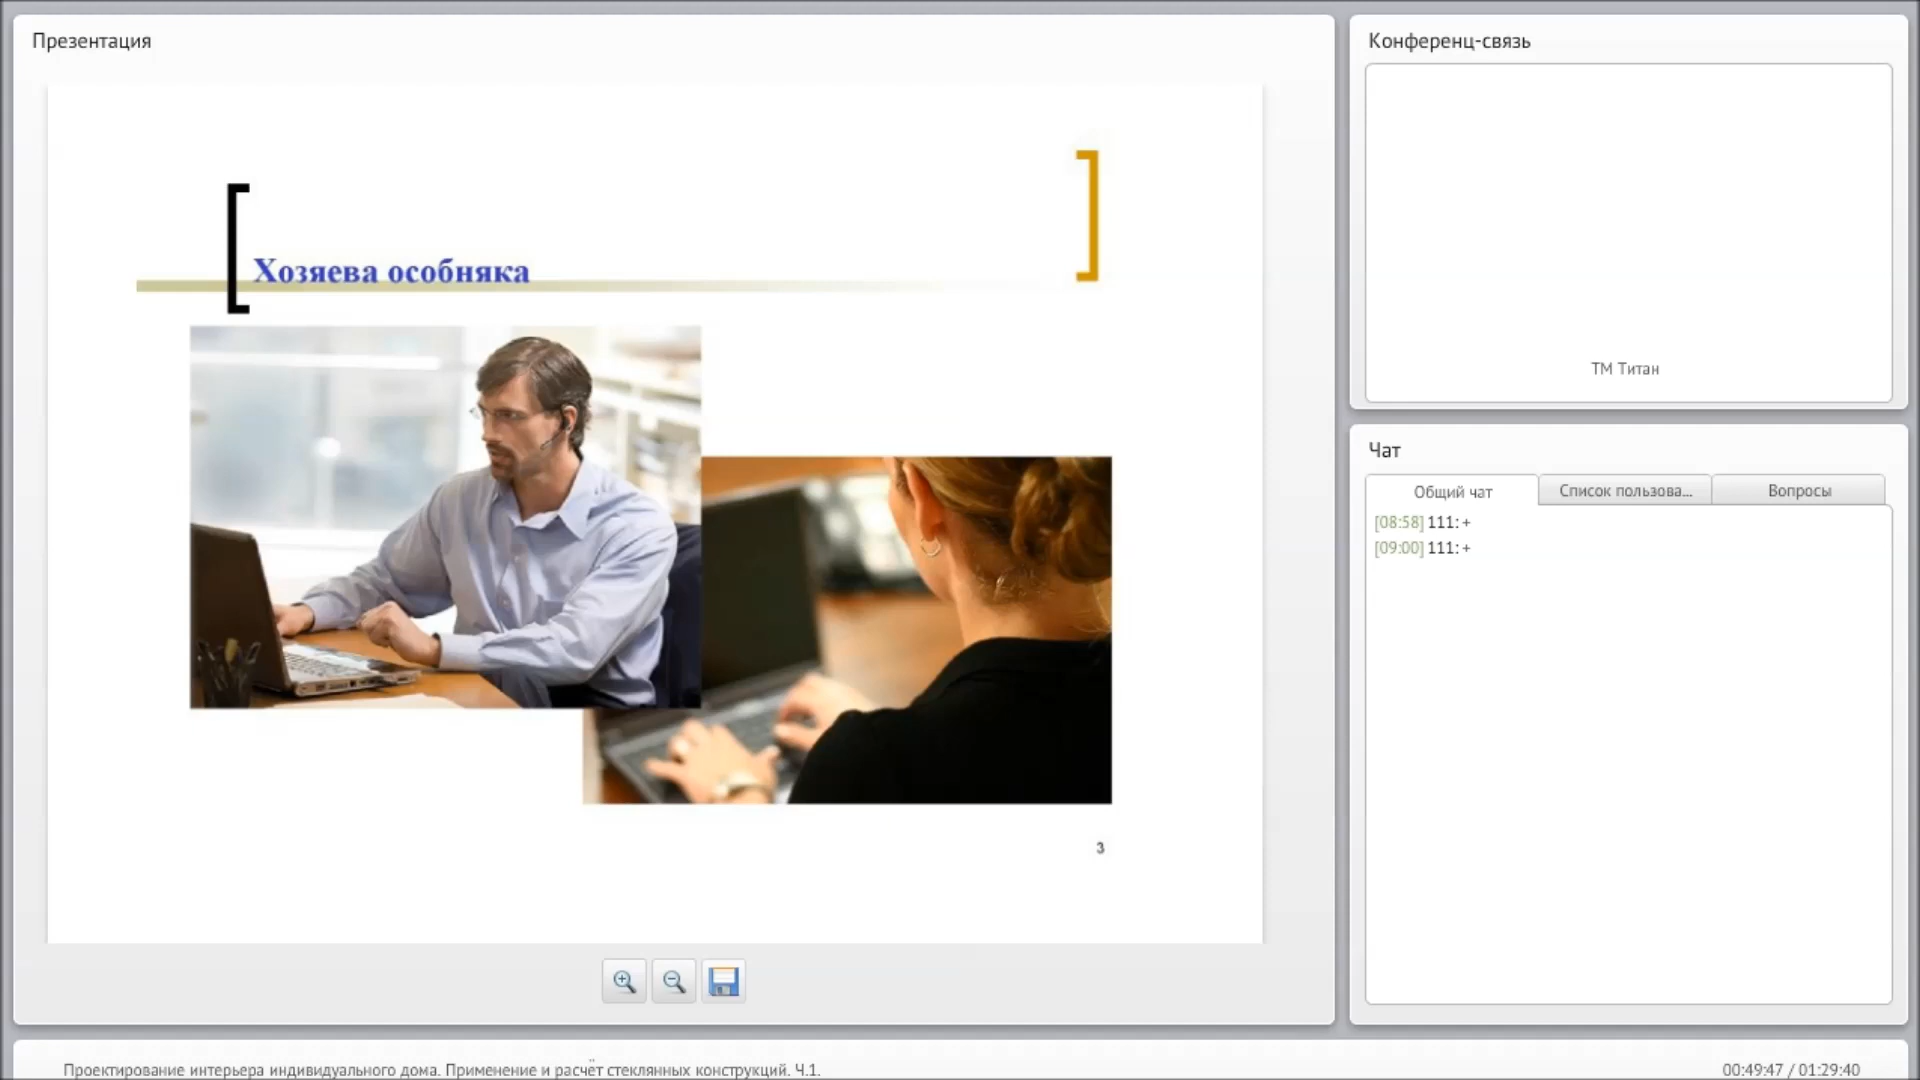 Презентация
Хозяева особняка
3
Конференц-связь
ТМ Титан
Чат
Общий чат
Список пользова...
Вопросы
[08:58] 111: +
[09:00] 111: +
Проектирование интерьера индивидуального дома. Применение и расчёт стеклянных конструкций. Ч.1.
00:49:47 / 01:29:40